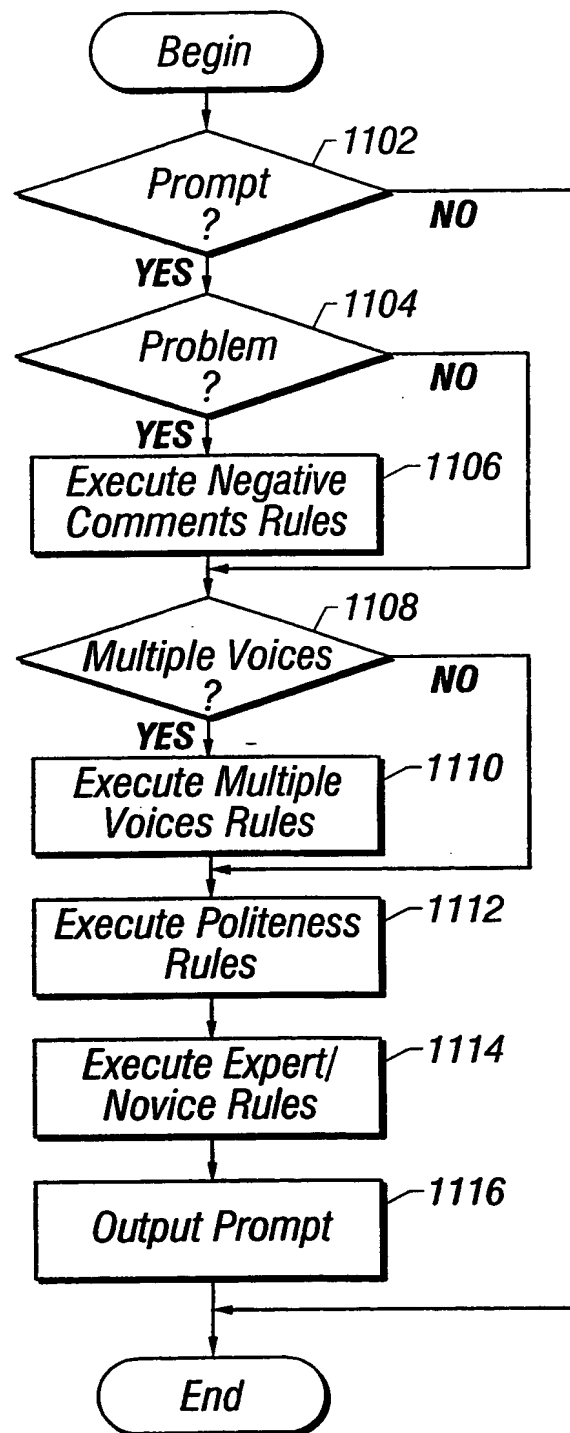 Begin
1102
Prompt
?
NO
YES
1104
Problem
?
NO
YES
1106
Execute Negative
Comments Rules
1108
Multiple Voices
?
NO
YES
1110
Execute Multiple
Voices Rules
1112
Execute Politeness
Rules
1114
Execute Expert/
Novice Rules
1116
Output Prompt
End